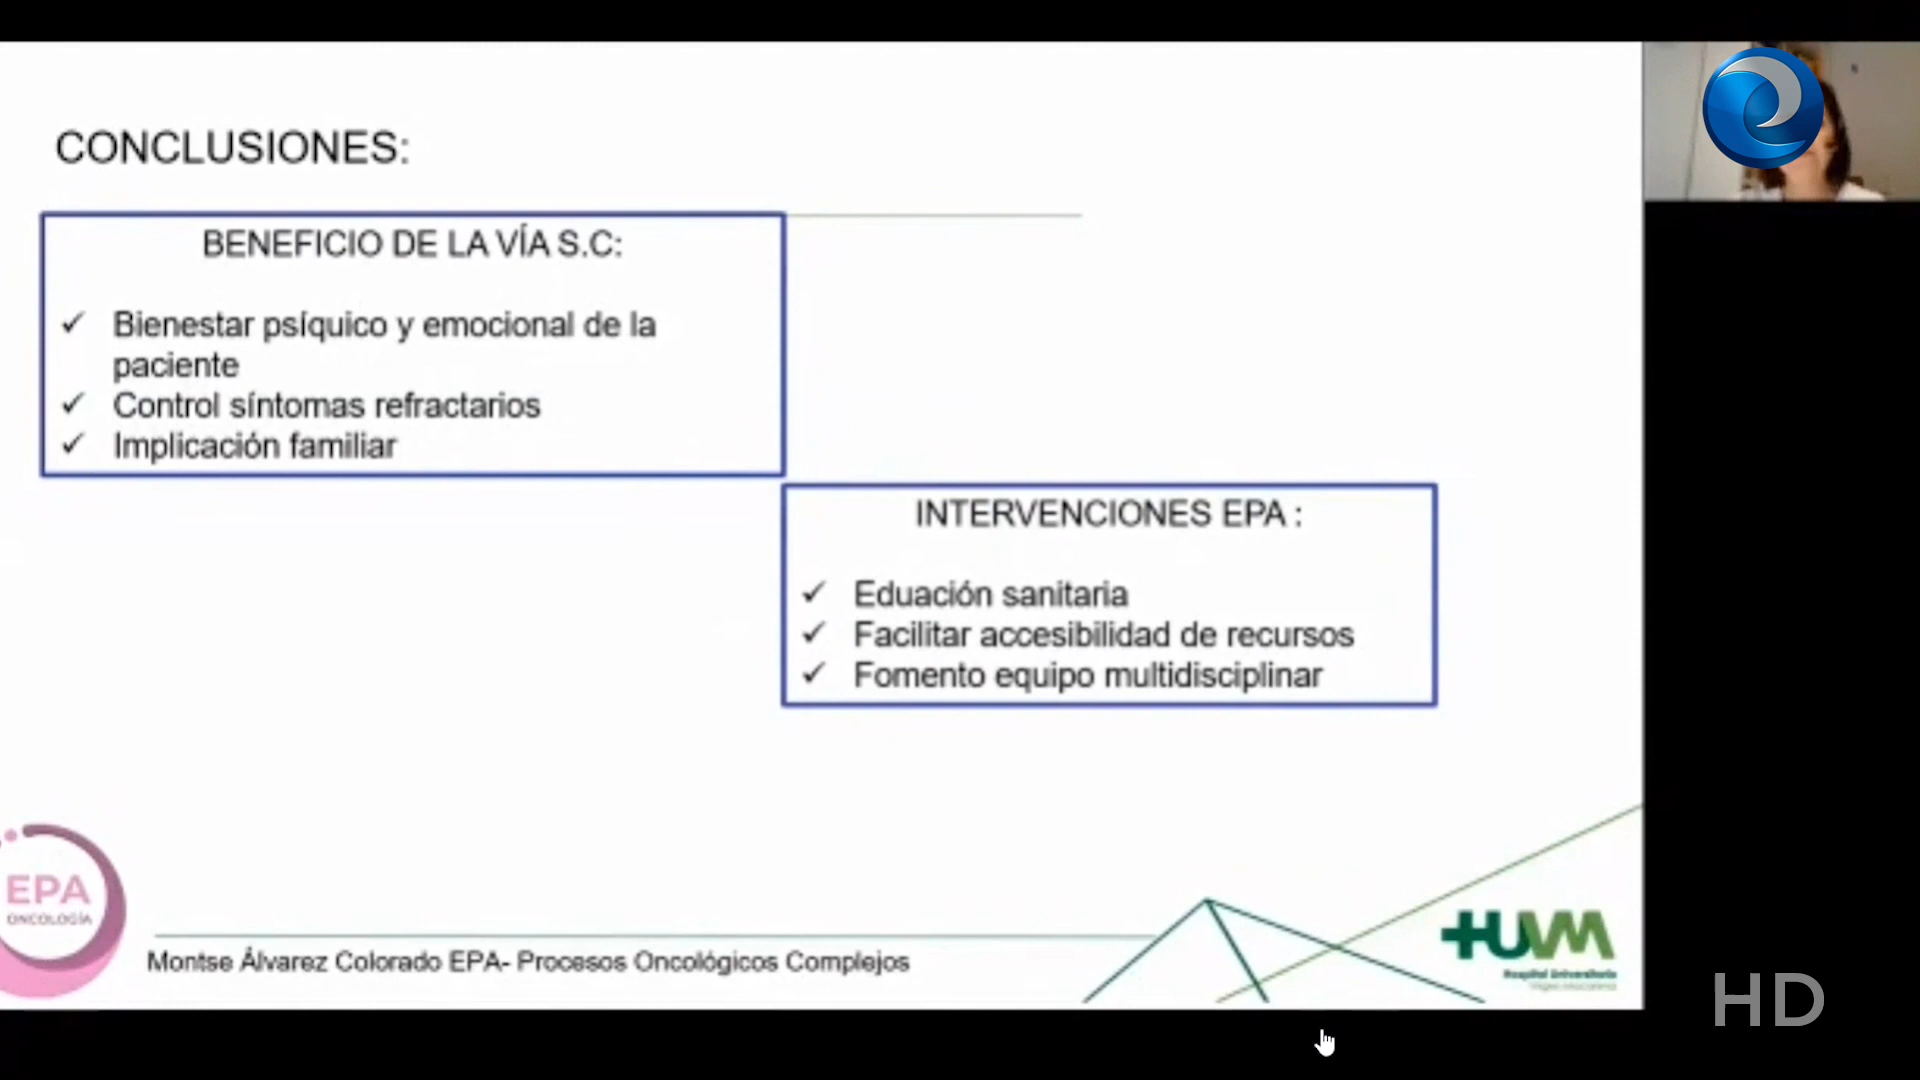 CONCLUSIONES:
BENEFICIO DE LA VÍA S.C:
✓ Bienestar psíquico y emocional de la
paciente
✓ Control síntomas refractarios
✓ Implicación familiar
INTERVENCIONES EPA :
✓ Eduación sanitaria
✓ Facilitar accesibilidad de recursos
✓ Fomento equipo multidisciplinar
EPA
ONCOLOGÍA
Montse Álvarez Colorado EPA- Procesos Oncológicos Complejos
HUVM
Hospital Universitario
HD